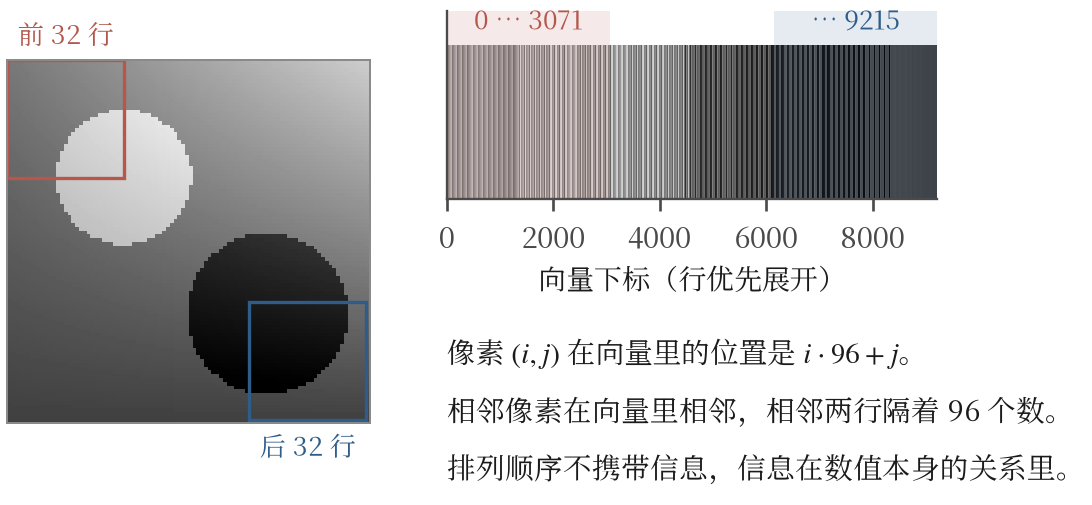 前 32 行
后 32 行
0 ··· 3071
··· 9215
0 2000 4000 6000 8000
向量下标（行优先展开）
像素 (i, j) 在向量里的位置是 i · 96 + j。
相邻像素在向量里相邻，相邻两行隔着 96 个数。
排列顺序不携带信息，信息在数值本身的关系里。